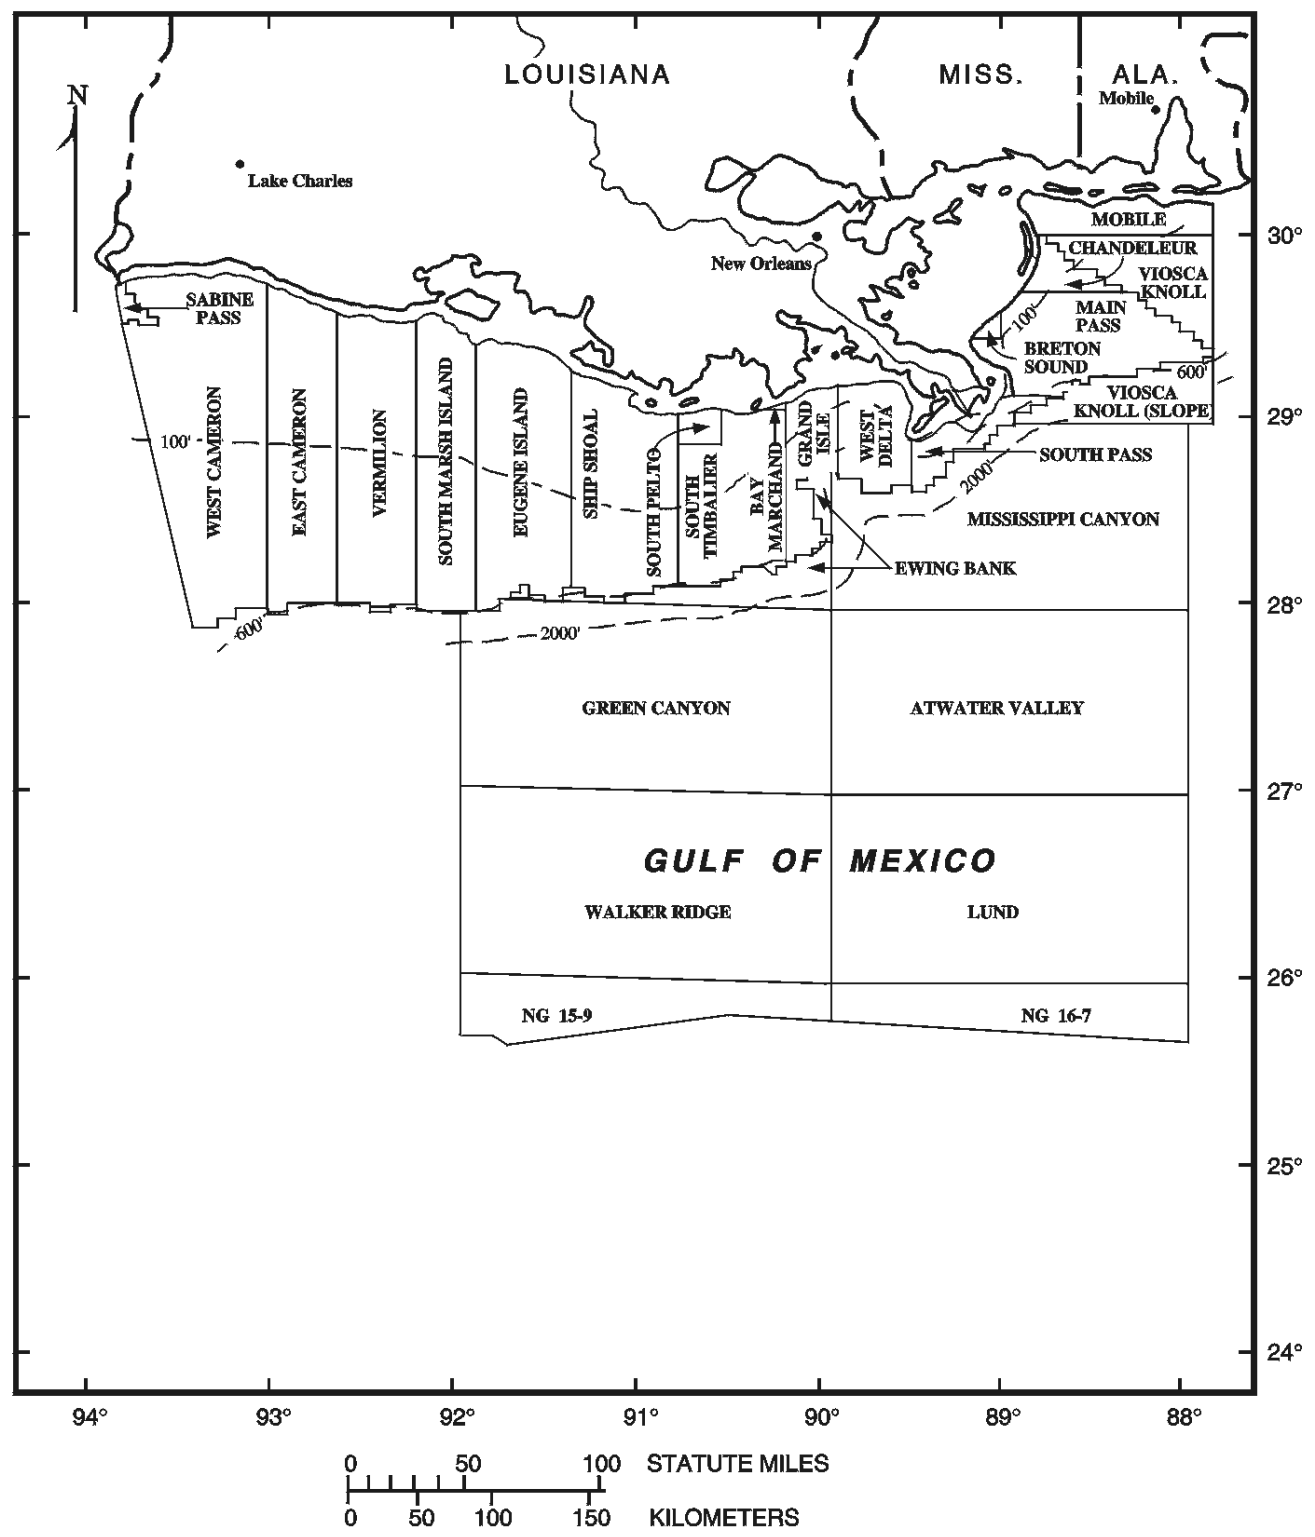 LOUISIANA
MISS.
ALA.
Mobile
N
Lake Charles
New Orleans
MOBILE
30°
CHANDELEUR
VIOSCA
KNOLL
SABINE
PASS
MAIN
PASS
100'
BRETON
SOUND
600'
VIOSCA
KNOLL (SLOPE)
29°
100'
WEST CAMERON
EAST CAMERON
VERMILION
SOUTH MARSH ISLAND
EUGENE ISLAND
SHIP SHOAL
SOUTH PELTO
SOUTH
TIMBALIER
BAY
MARCHAND
GRAND
ISLE
WEST
DELTA
SOUTH PASS
2000'
MISSISSIPPI CANYON
EWING BANK
28°
600'
2000'
GREEN CANYON
ATWATER VALLEY
27°
GULF OF MEXICO
WALKER RIDGE
LUND
26°
NG 15-9
NG 16-7
25°
24°
94°
93°
92°
91°
90°
89°
88°
0 50 100 STATUTE MILES
0 50 100 150 KILOMETERS